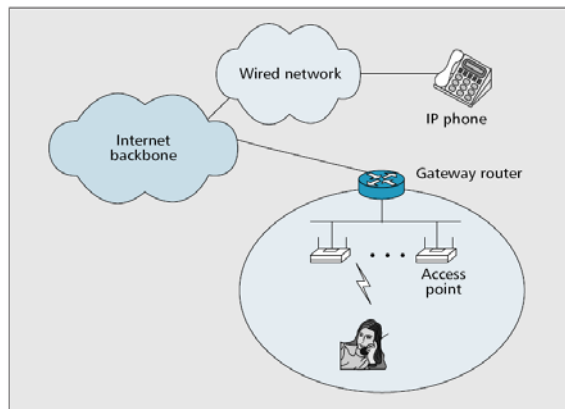 Wired network
IP phone
Internet
backbone
Gateway router
Access
point